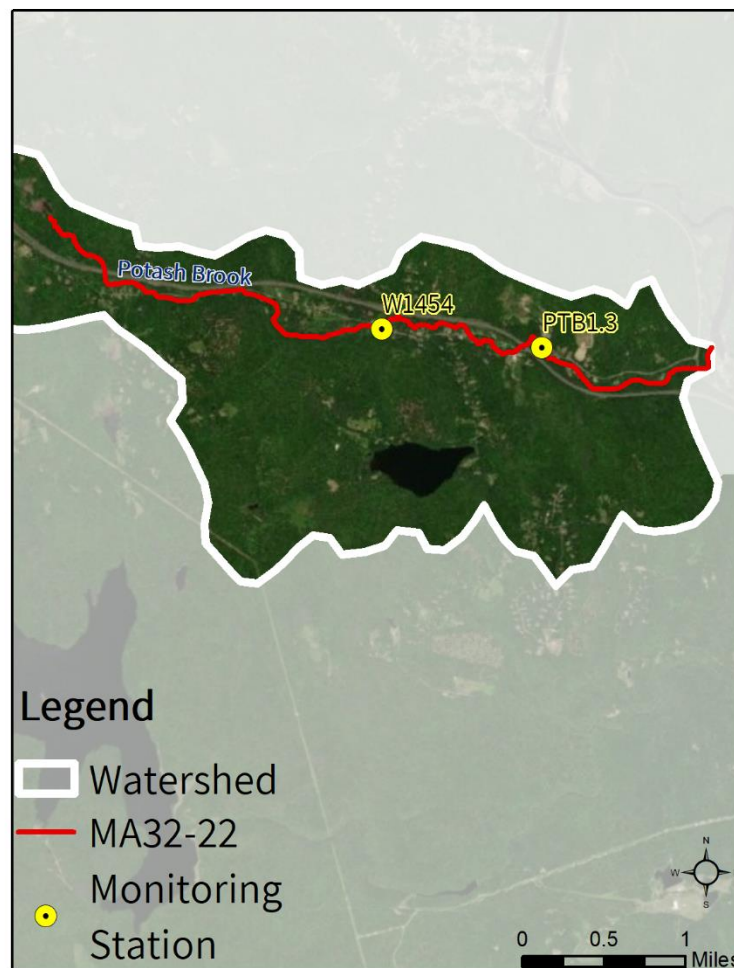 Potash Brook
W1454
PTB1.3
Legend
Watershed
MA32-22
Monitoring
Station
N
W
S
0 0.5 1
Miles